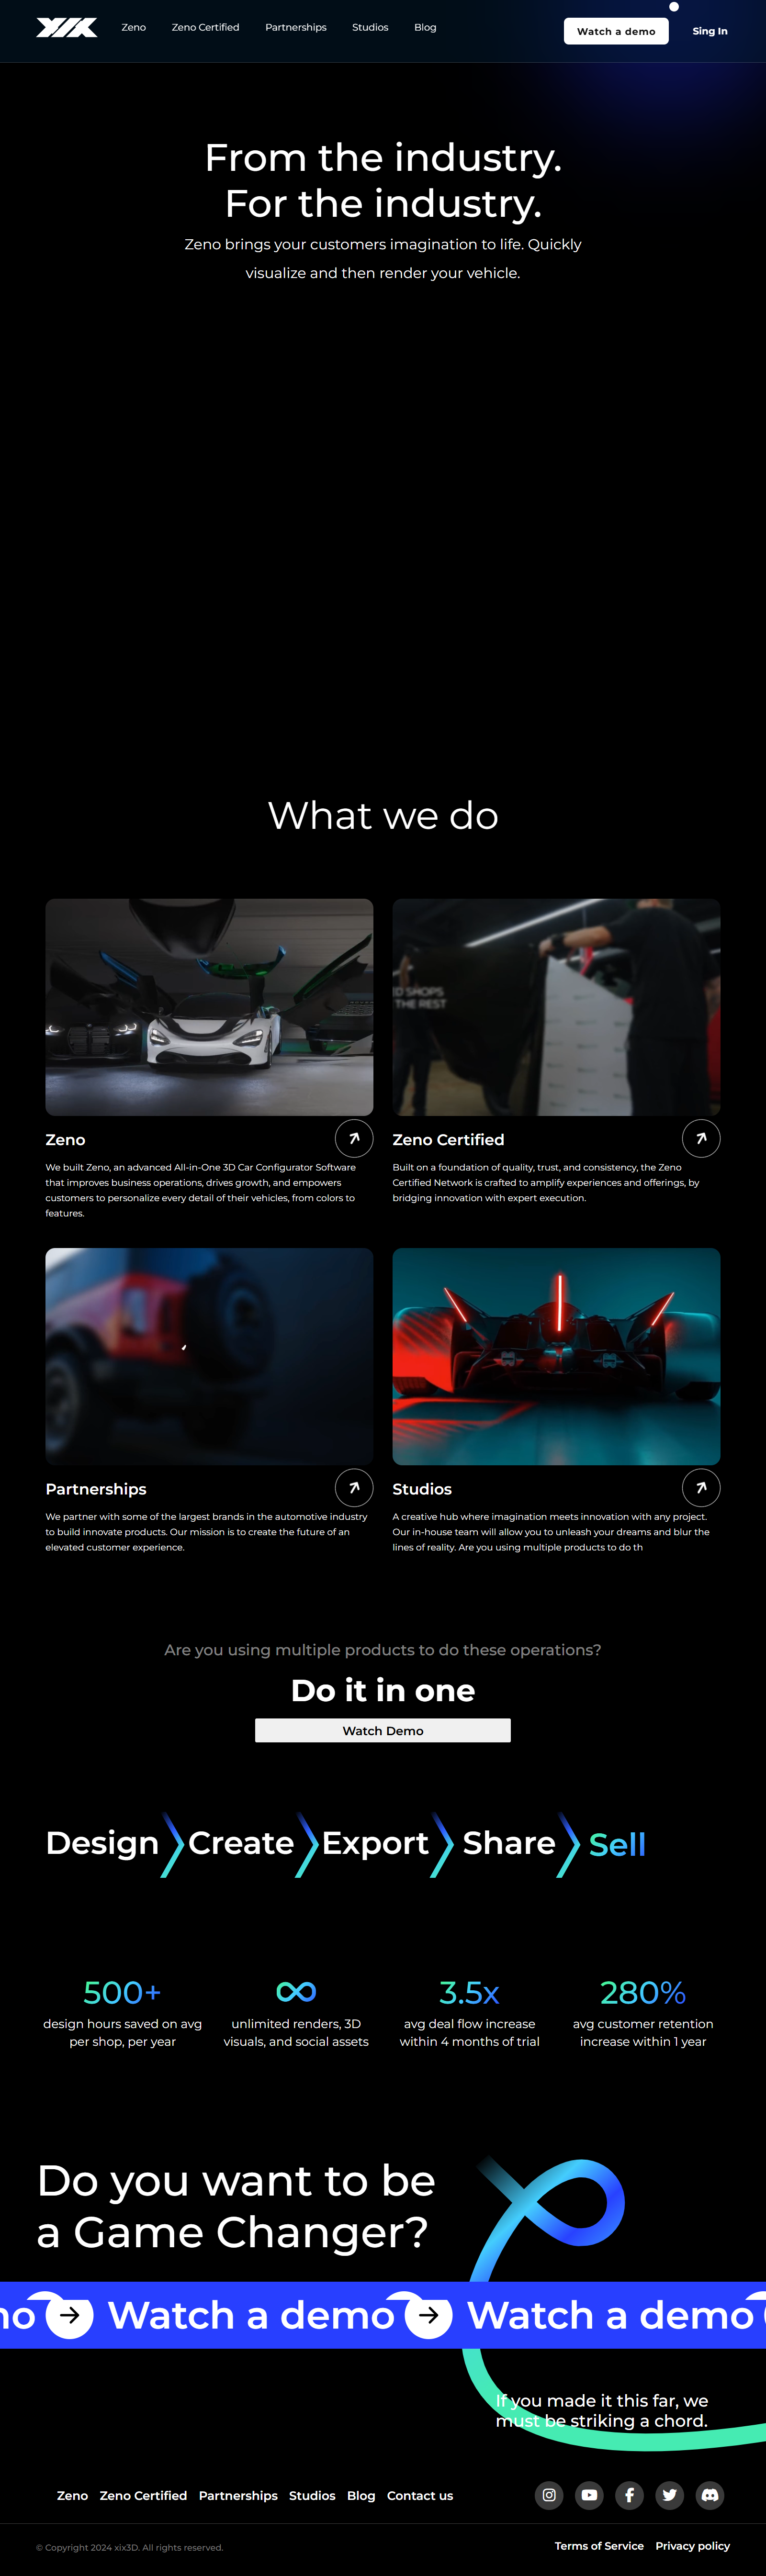 XIX
Zeno
Zeno Certified
Partnerships
Studios
Blog
Watch a demo
Sing In
From the industry.
For the industry.
Zeno brings your customers imagination to life. Quickly
visualize and then render your vehicle.
What we do
ED SHOPS
THE REST
Zeno
We built Zeno, an advanced All-in-One 3D Car Configurator Software
that improves business operations, drives growth, and empowers
customers to personalize every detail of their vehicles, from colors to
features.
Zeno Certified
Built on a foundation of quality, trust, and consistency, the Zeno
Certified Network is crafted to amplify experiences and offerings, by
bridging innovation with expert execution.
Partnerships
We partner with some of the largest brands in the automotive industry
to build innovate products. Our mission is to create the future of an
elevated customer experience.
Studios
A creative hub where imagination meets innovation with any project.
Our in-house team will allow you to unleash your dreams and blur the
lines of reality. Are you using multiple products to do th
Are you using multiple products to do these operations?
Do it in one
Watch Demo
Design
Create
Export
Share
Sell
500+
design hours saved on avg
per shop, per year
∞
unlimited renders, 3D
visuals, and social assets
3.5x
avg deal flow increase
within 4 months of trial
280%
avg customer retention
increase within 1 year
Do you want to be
a Game Changer?
no → Watch a demo → Watch a demo
If you made it this far, we
must be striking a chord.
Zeno
Zeno Certified
Partnerships
Studios
Blog
Contact us
© Copyright 2024 xix3D. All rights reserved.
Terms of Service
Privacy policy